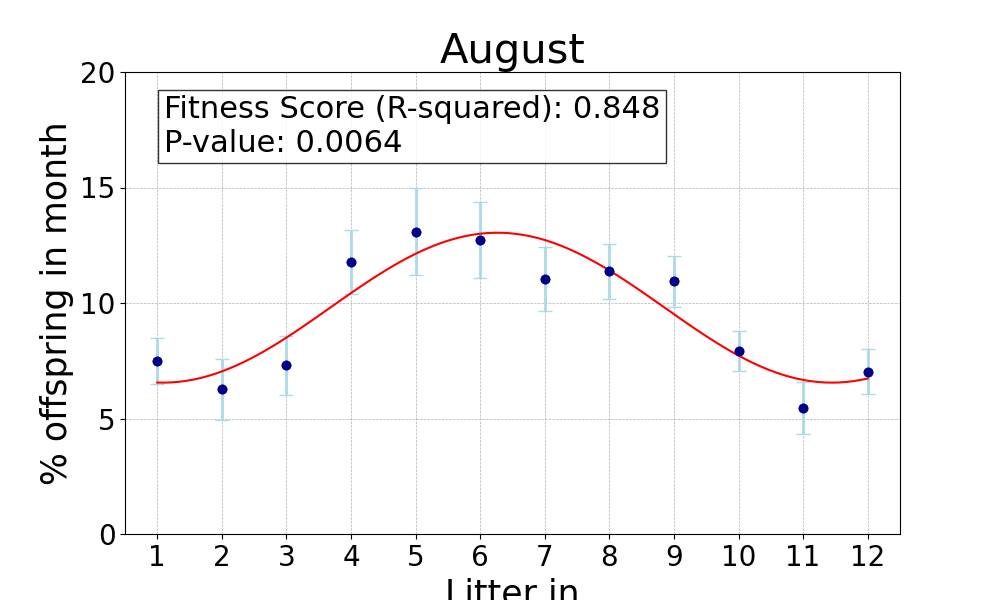 August
Fitness Score (R-squared): 0.848
P-value: 0.0064
% offspring in month
20
15
10
5
0
1 2 3 4 5 6 7 8 9 10 11 12
Litter in